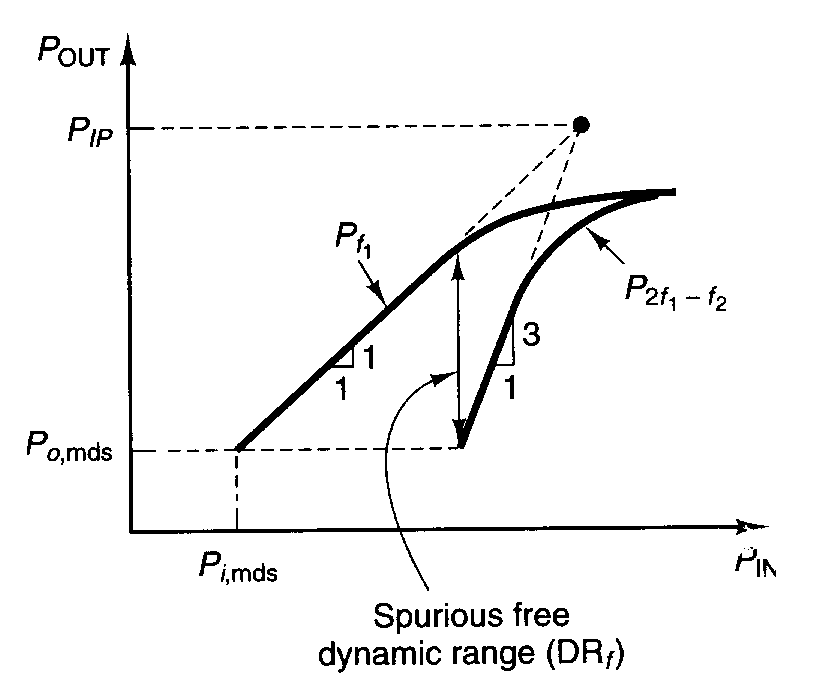 P_OUT
P_IP
P_f₁
P_2f₁ − f₂
3
1
1
1
P_o,mds
P_i,mds
P_IN
Spurious free
dynamic range (DR_f)